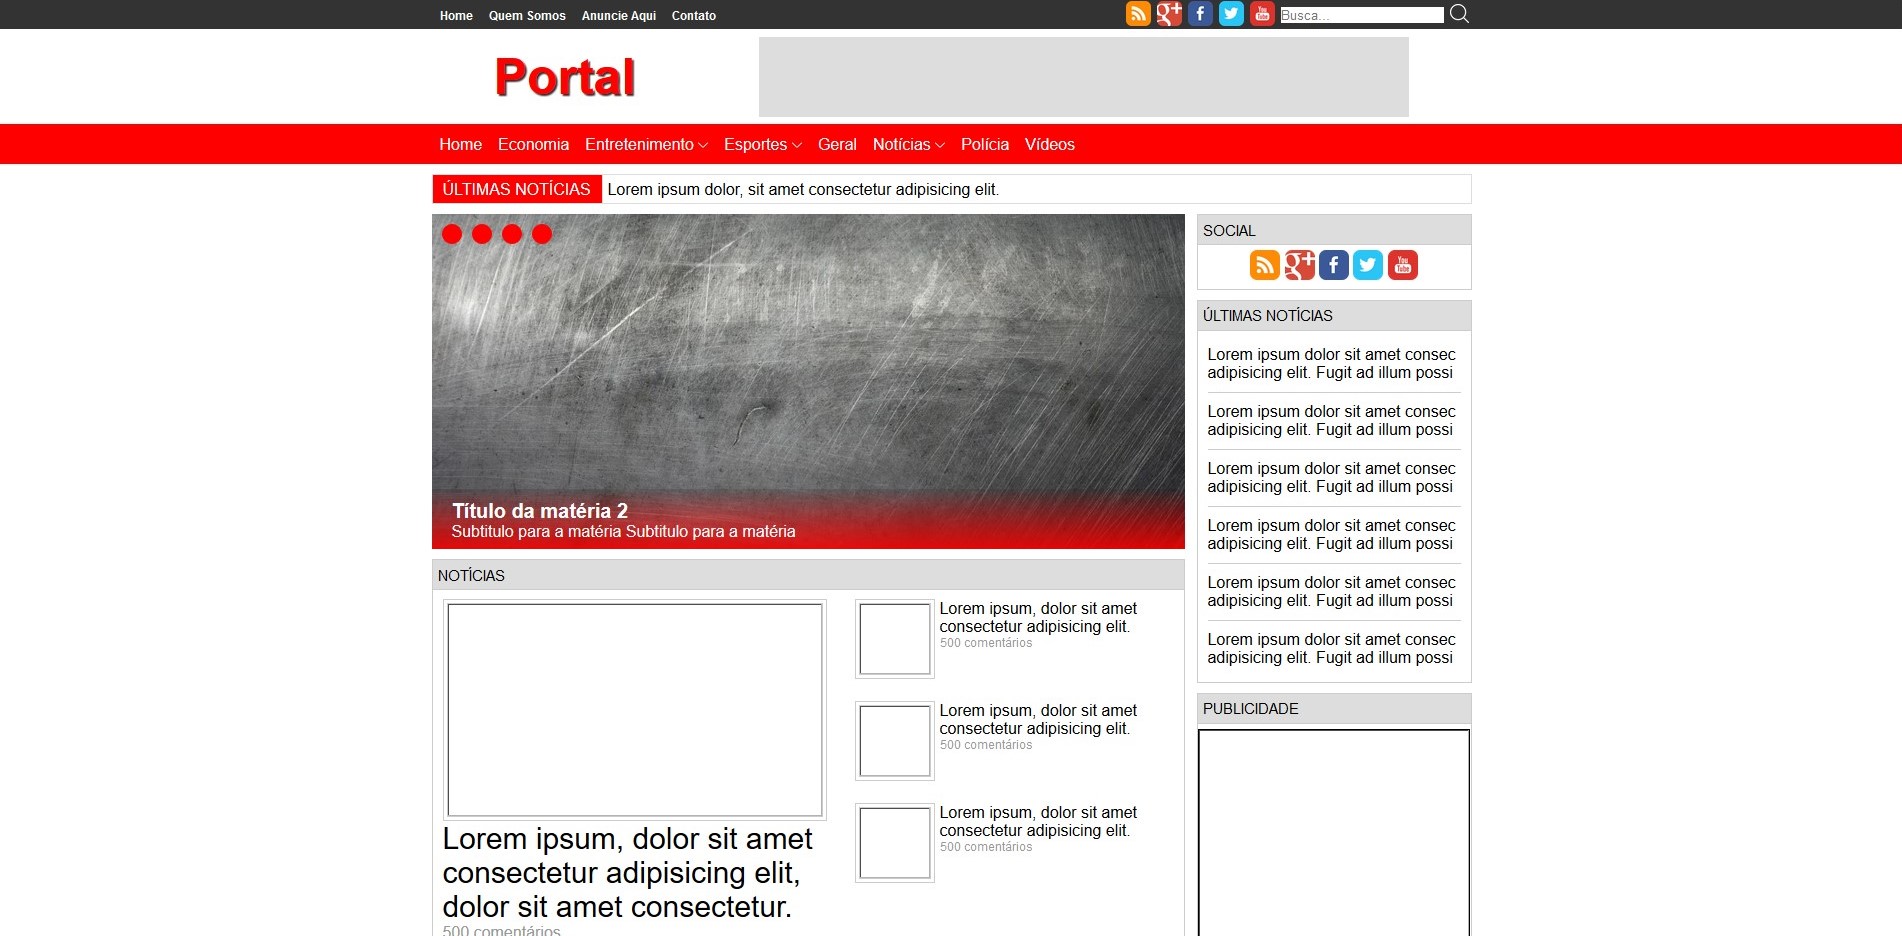 Home Quem Somos Anuncie Aqui Contato
Busca...
Portal
Home Economia Entretenimento Esportes Geral Notícias Polícia Vídeos
ÚLTIMAS NOTÍCIAS Lorem ipsum dolor, sit amet consectetur adipisicing elit.
Título da matéria 2
Subtitulo para a matéria Subtitulo para a matéria
NOTÍCIAS
Lorem ipsum, dolor sit amet
consectetur adipisicing elit,
dolor sit amet consectetur.
500 comentários
Lorem ipsum, dolor sit amet
consectetur adipisicing elit.
500 comentários
Lorem ipsum, dolor sit amet
consectetur adipisicing elit.
500 comentários
Lorem ipsum, dolor sit amet
consectetur adipisicing elit.
500 comentários
SOCIAL
You Tube
ÚLTIMAS NOTÍCIAS
Lorem ipsum dolor sit amet consec
adipisicing elit. Fugit ad illum possi
Lorem ipsum dolor sit amet consec
adipisicing elit. Fugit ad illum possi
Lorem ipsum dolor sit amet consec
adipisicing elit. Fugit ad illum possi
Lorem ipsum dolor sit amet consec
adipisicing elit. Fugit ad illum possi
Lorem ipsum dolor sit amet consec
adipisicing elit. Fugit ad illum possi
Lorem ipsum dolor sit amet consec
adipisicing elit. Fugit ad illum possi
PUBLICIDADE